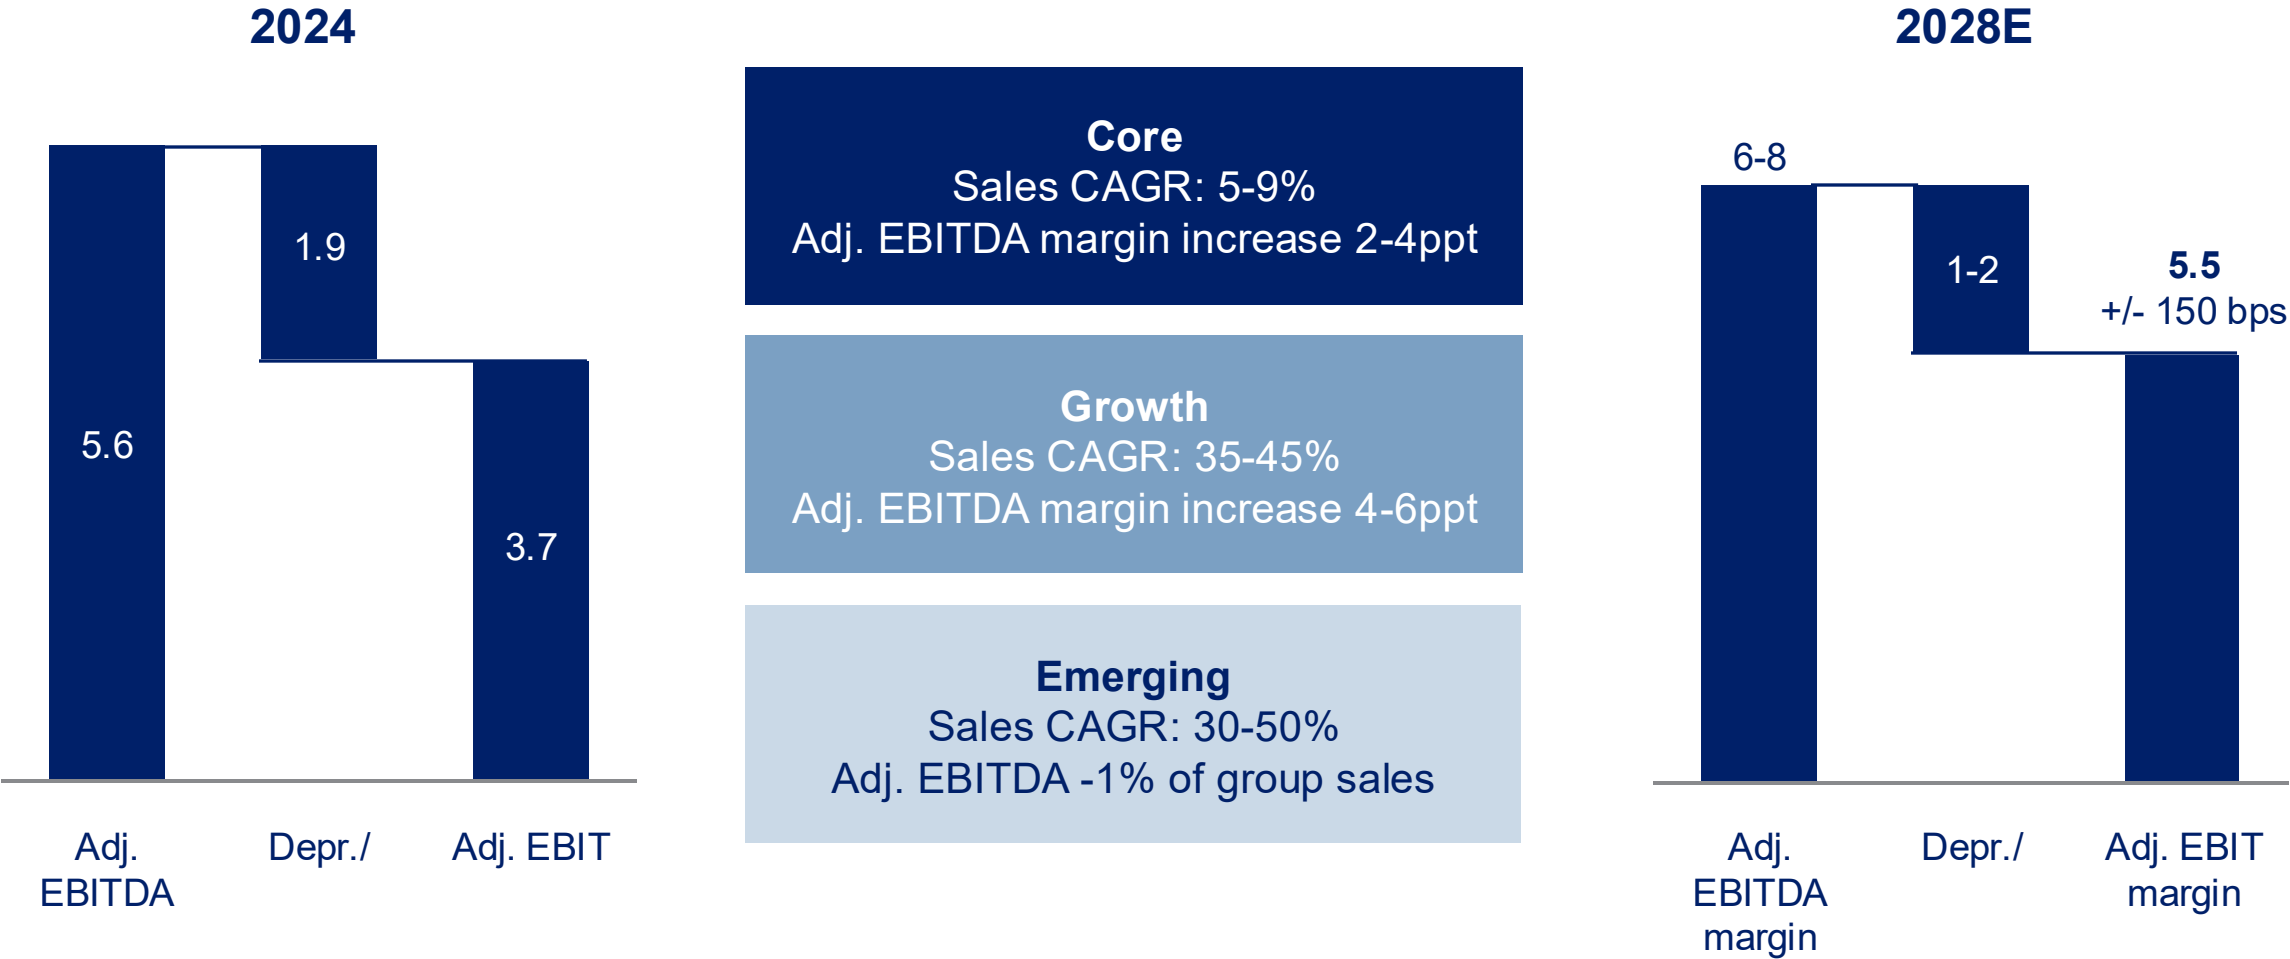 2024
5.6
1.9
3.7
Adj.
EBITDA
Depr./
Adj. EBIT
Core
Sales CAGR: 5-9%
Adj. EBITDA margin increase 2-4ppt
Growth
Sales CAGR: 35-45%
Adj. EBITDA margin increase 4-6ppt
Emerging
Sales CAGR: 30-50%
Adj. EBITDA -1% of group sales
2028E
6-8
1-2
5.5
+/- 150 bps
Adj.
EBITDA
margin
Depr./
Adj. EBIT
margin